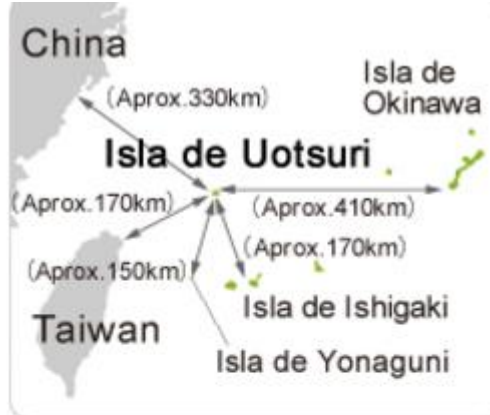 China
(Aprox.330km)
Isla de
Okinawa
Isla de Uotsuri
(Aprox.170km)
(Aprox.410km)
(Aprox.170km)
(Aprox.150km)
Isla de Ishigaki
Taiwan
Isla de Yonaguni